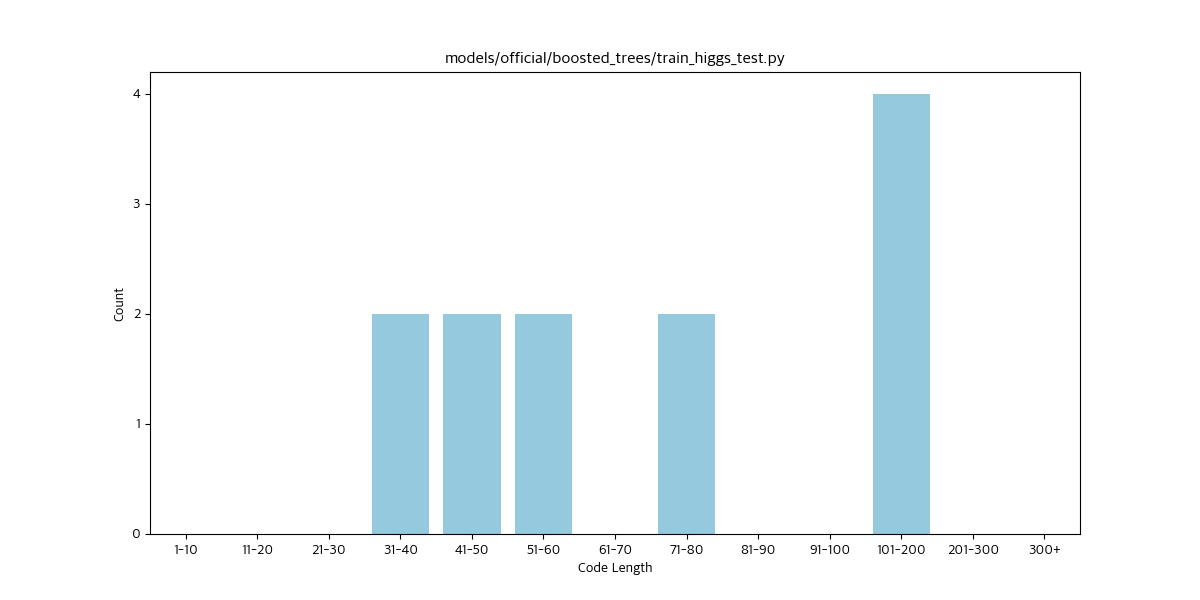 models/official/boosted_trees/train_higgs_test.py
Count
4
3
2
1
0
1-10 11-20 21-30 31-40 41-50 51-60 61-70 71-80 81-90 91-100 101-200 201-300 300+
Code Length